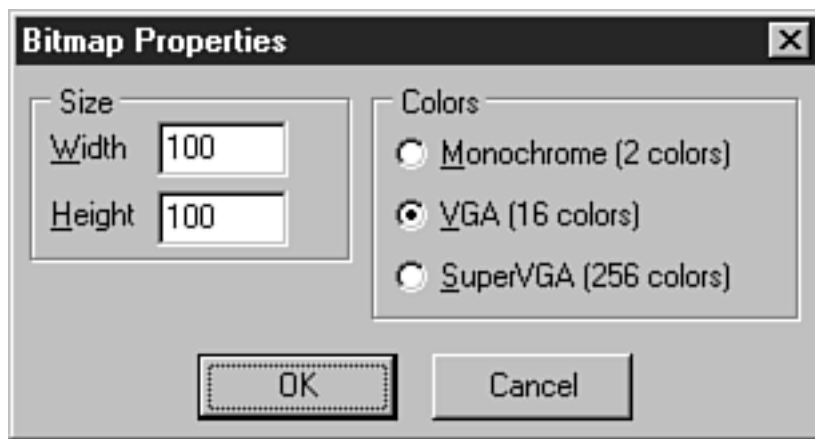 Bitmap Properties
Size
Width 100
Height 100
Colors
Monochrome (2 colors)
VGA (16 colors)
SuperVGA (256 colors)
OK
Cancel